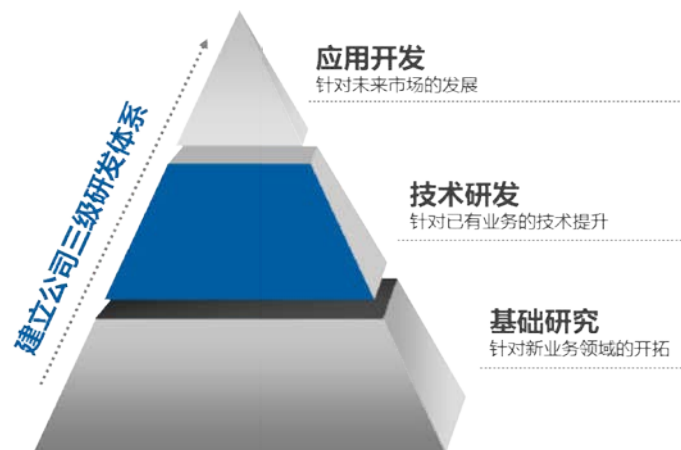 应用开发
针对未来市场的发展
技术研发
针对已有业务的技术提升
基础研究
针对新业务领域的开拓
建立公司三级研发体系